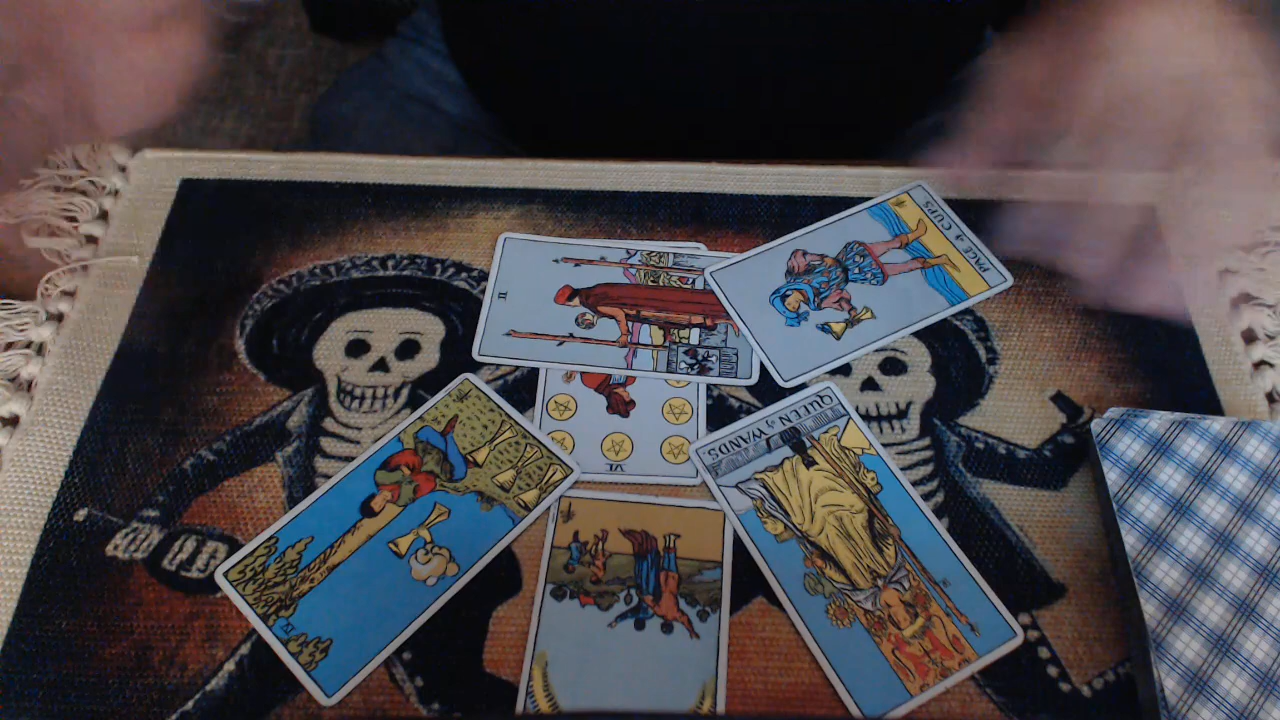 PAGE of CUPS.
II
QUEEN of WANDS.
VI